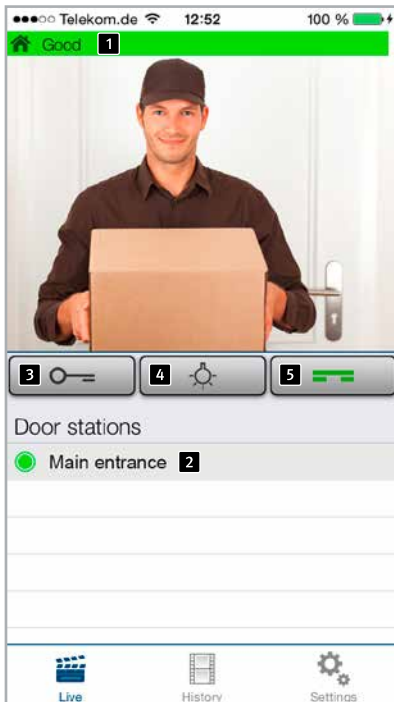 Telekom.de 12:52 100 %
Good 1
3 4 5
Door stations
Main entrance 2
Live History Settings